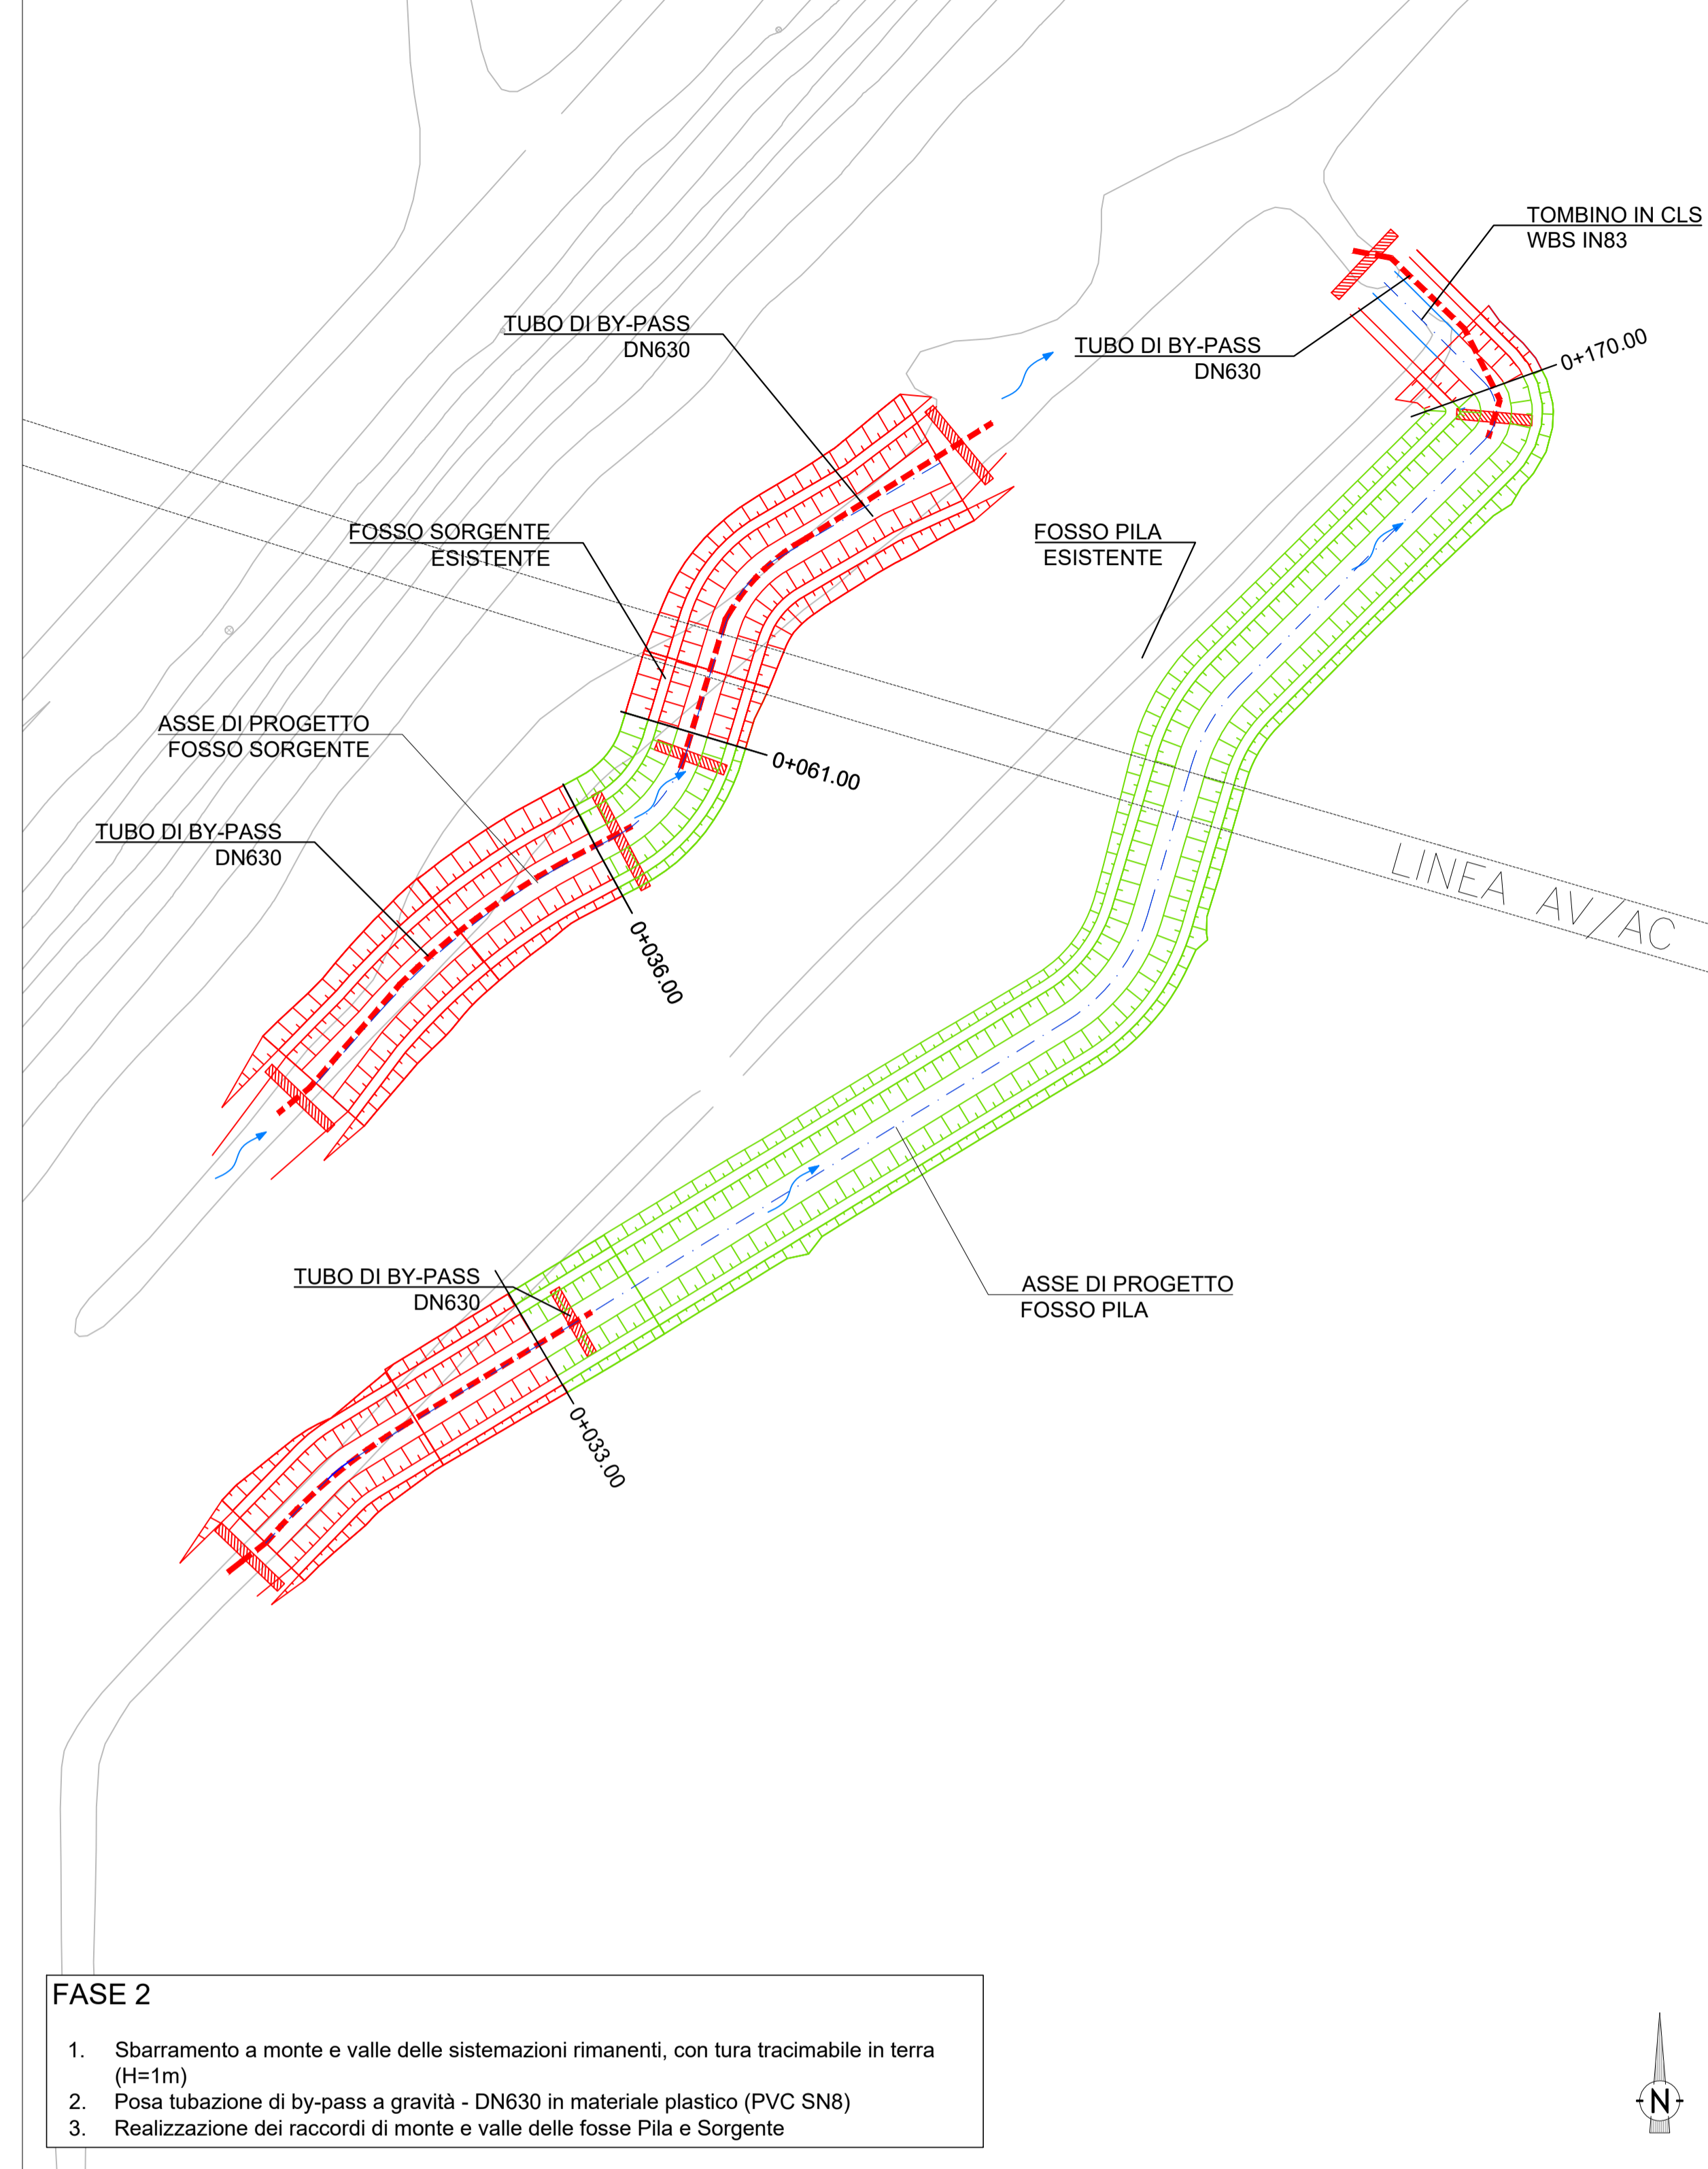 TOMBINO IN CLS
WBS IN83
TUBO DI BY-PASS
DN630
TUBO DI BY-PASS
DN630
0+170.00
FOSSO SORGENTE
ESISTENTE
FOSSO PILA
ESISTENTE
ASSE DI PROGETTO
FOSSO SORGENTE
0+061.00
TUBO DI BY-PASS
DN630
LINEA AV/AC
0+036.00
TUBO DI BY-PASS
DN630
ASSE DI PROGETTO
FOSSO PILA
0+033.00
FASE 2
1. Sbarramento a monte e valle delle sistemazioni rimanenti, con tura tracimabile in terra
(H=1m)
2. Posa tubazione di by-pass a gravità - DN630 in materiale plastico (PVC SN8)
3. Realizzazione dei raccordi di monte e valle delle fosse Pila e Sorgente
N